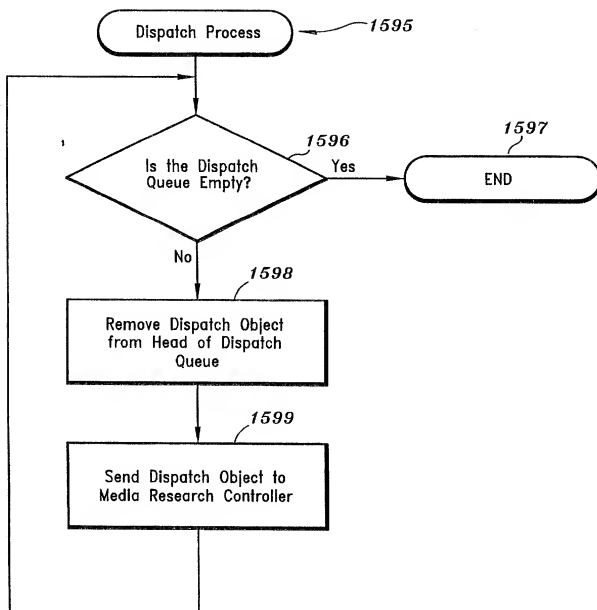 Dispatch Process
1595
1596
Is the Dispatch
Queue Empty?
Yes
1597
END
No
1598
Remove Dispatch Object
from Head of Dispatch
Queue
1599
Send Dispatch Object to
Media Research Controller